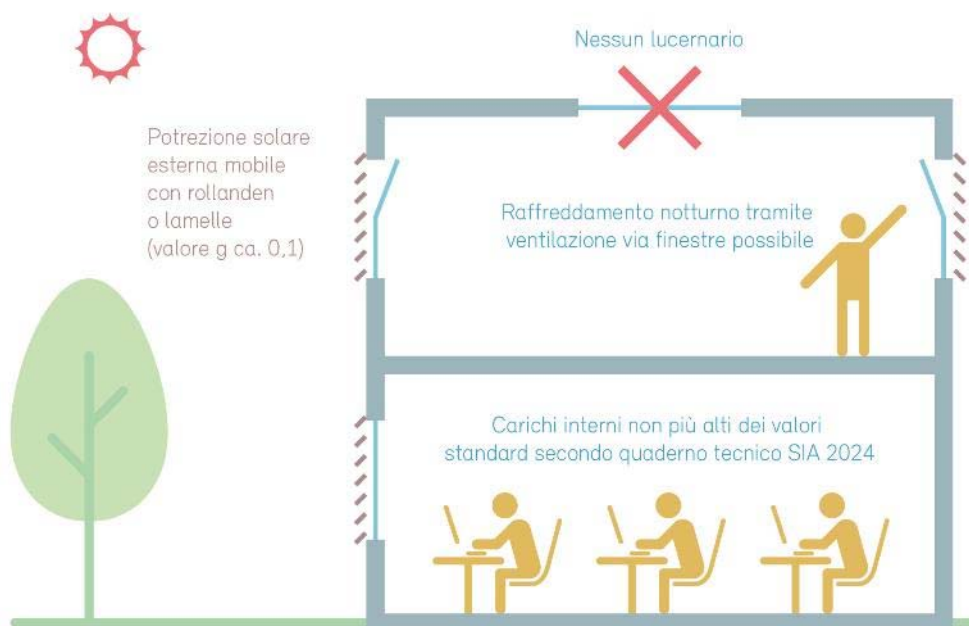 Nessun lucernario
Potrezione solare
esterna mobile
con rollanden
o lamelle
(valore g ca. 0,1)
Raffreddamento notturno tramite
ventilazione via finestre possibile
Carichi interni non più alti dei valori
standard secondo quaderno tecnico SIA 2024